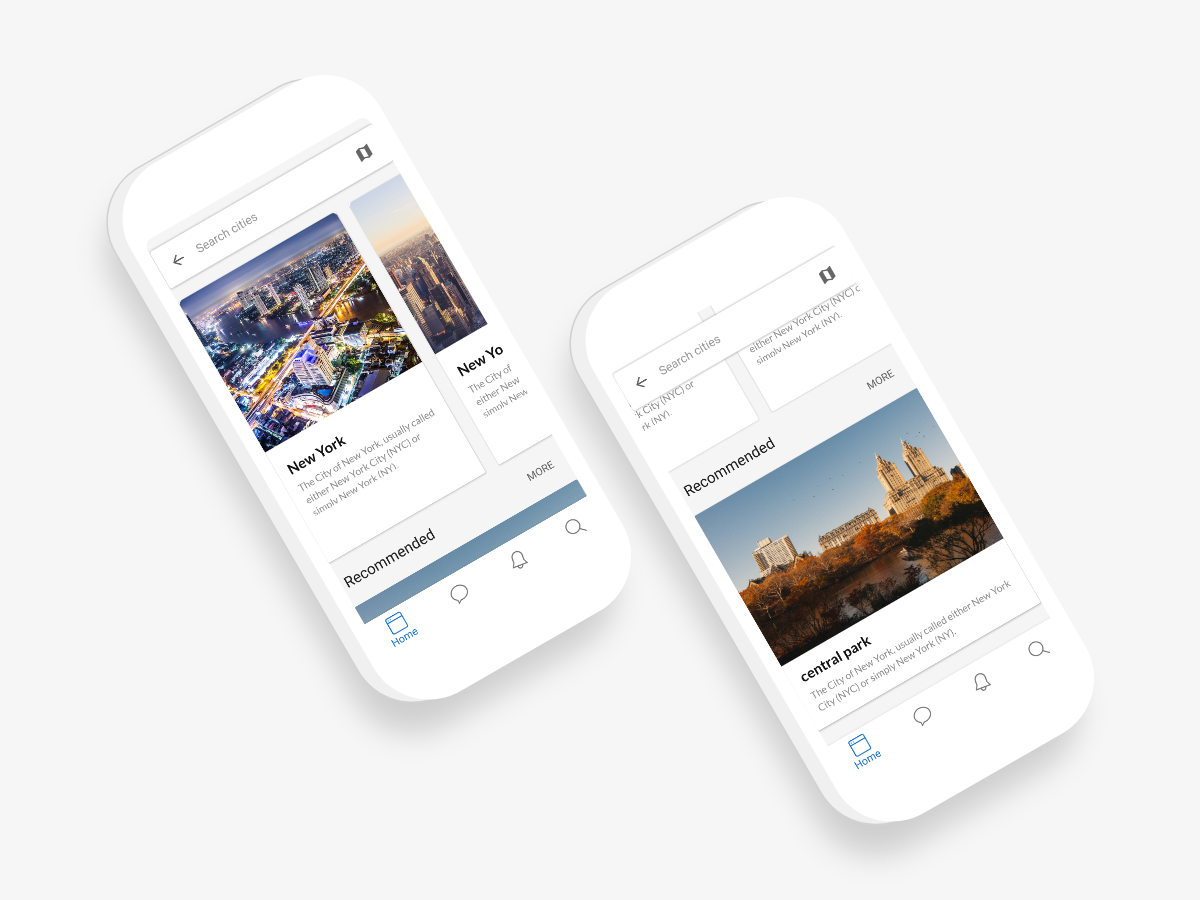 Search cities
New York
The City of New York, usually called
either New York City (NYC) or
simply New York (NY).
New Yo
The City of
either New
simply New
Recommended
MORE
Home
Search cities
k City (NYC) or
rk (NY).
either New York City (NYC) o
simply New York (NY).
Recommended
MORE
central park
The City of New York, usually called either New York
City (NYC) or simply New York (NY).
Home